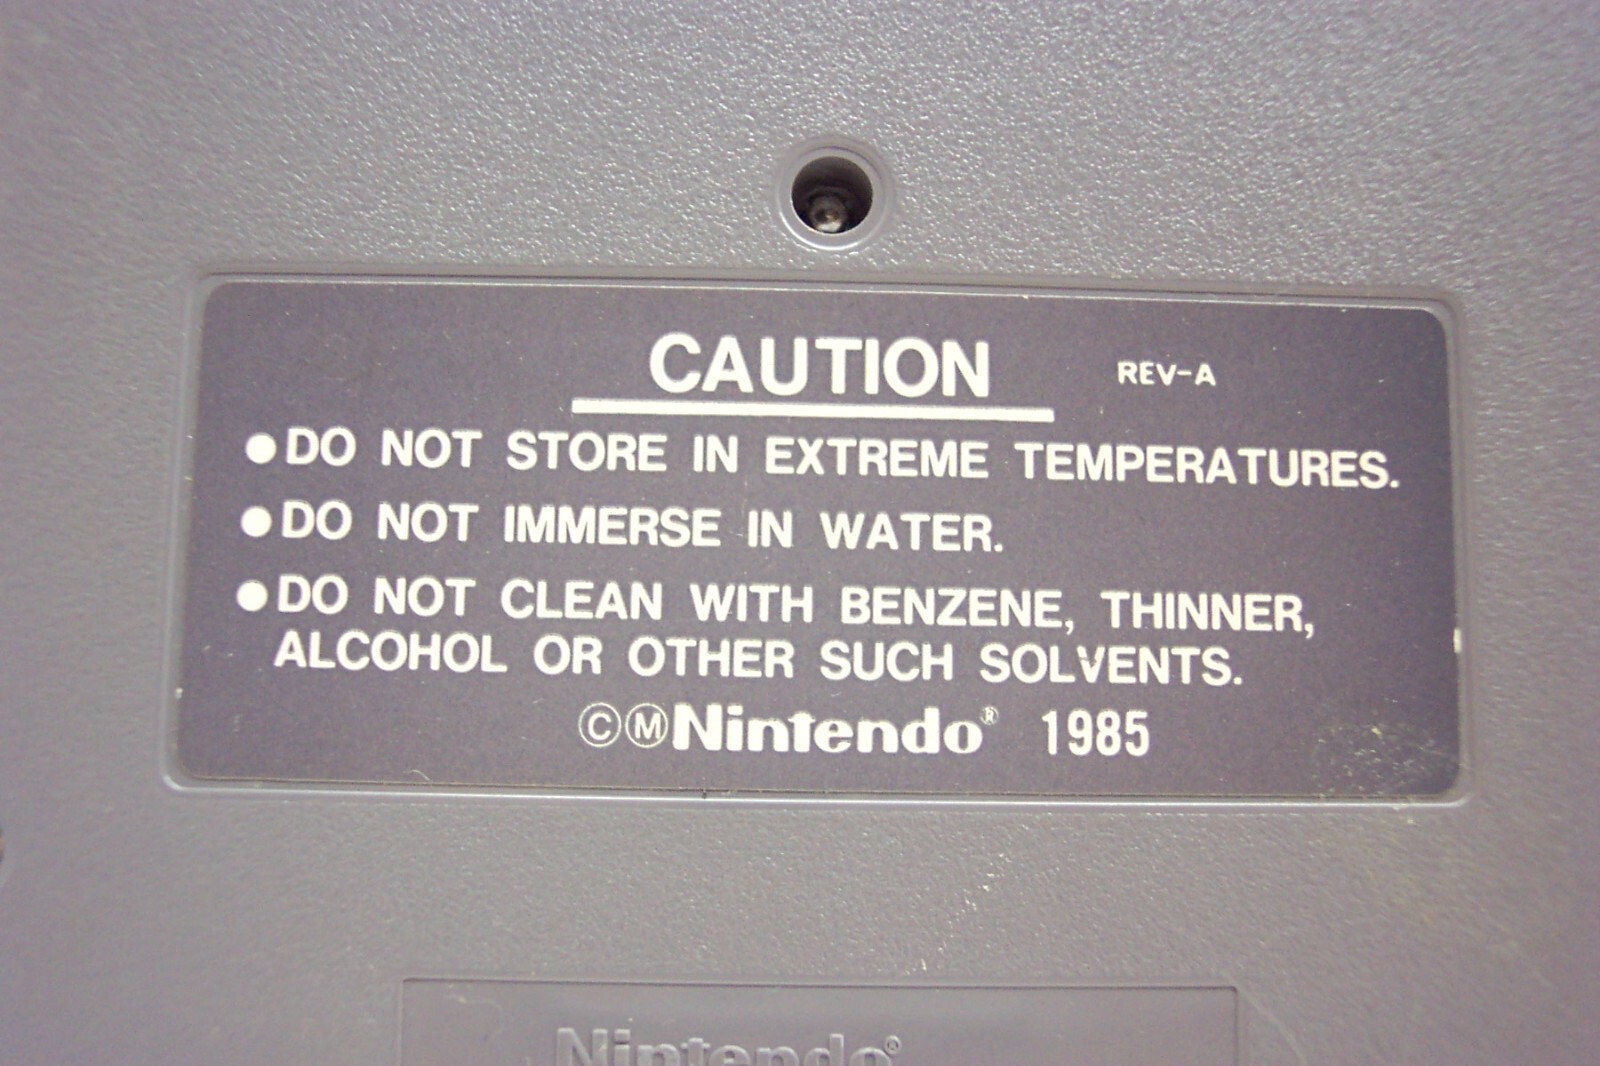 CAUTION REV-A
●DO NOT STORE IN EXTREME TEMPERATURES.
●DO NOT IMMERSE IN WATER.
●DO NOT CLEAN WITH BENZENE, THINNER,
ALCOHOL OR OTHER SUCH SOLVENTS.
ⒸⓂNintendo® 1985
Nintendo®